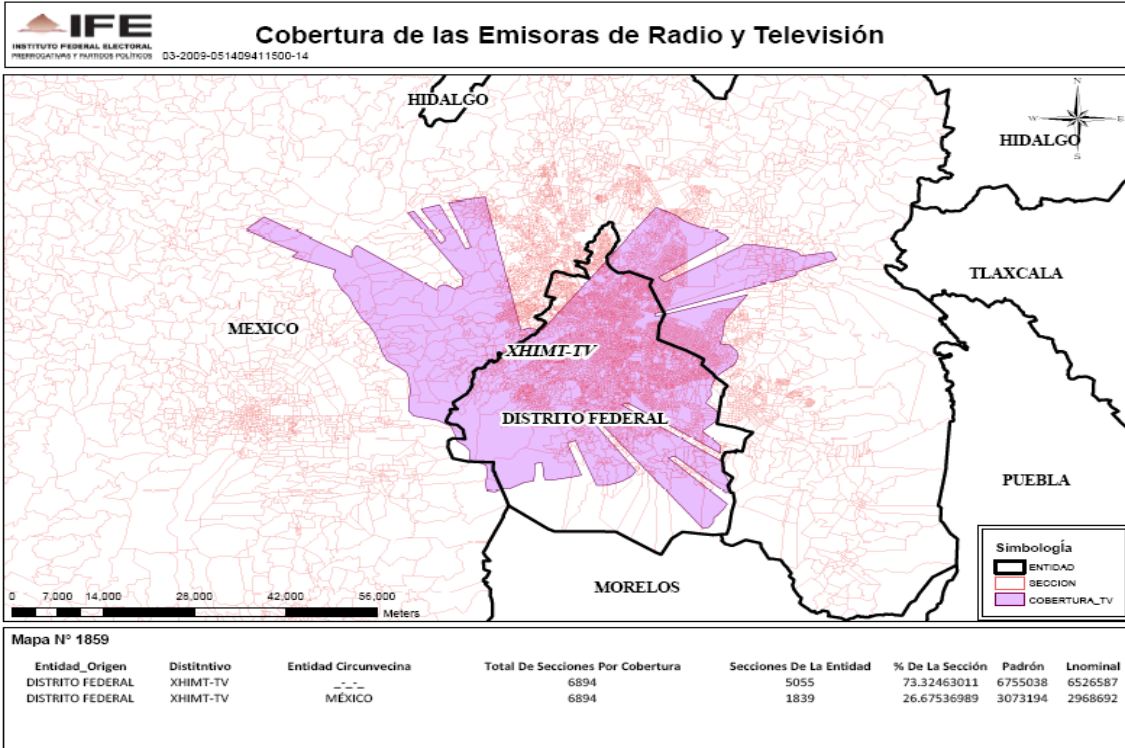 IFE
INSTITUTO FEDERAL ELECTORAL
PRERROGATIVAS Y PARTIDOS POLÍTICOS
03-2009-051409411500-14
Cobertura de las Emisoras de Radio y Televisión
HIDALGO
N
W E
S
HIDALGO
TLAXCALA
MEXICO
XHIMT-TV
DISTRITO FEDERAL
PUEBLA
MORELOS
Simbología
ENTIDAD
SECCION
COBERTURA_TV
0 7,000 14,000 28,000 42,000 56,000
Meters
Mapa N° 1859
Entidad_Origen Distitntivo Entidad Circunvecina Total De Secciones Por Cobertura Secciones De La Entidad % De La Sección Padrón Lnominal
DISTRITO FEDERAL XHIMT-TV _-_-_ 6894 5055 73.32463011 6755038 6526587
DISTRITO FEDERAL XHIMT-TV MÉXICO 6894 1839 26.67536989 3073194 2968692